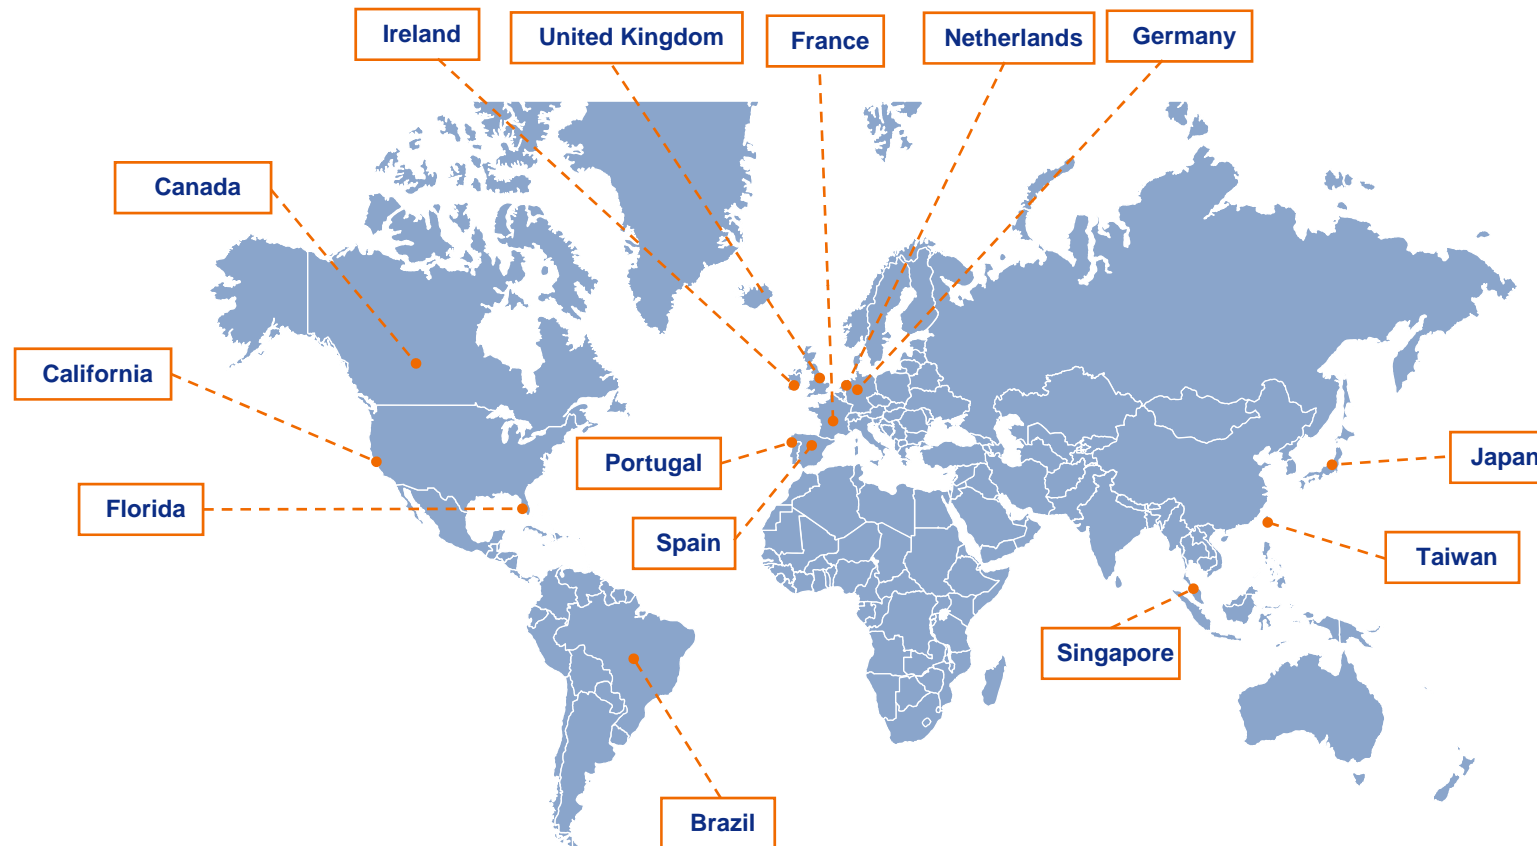 Ireland
United Kingdom
France
Netherlands
Germany
Canada
California
Portugal
Japan
Florida
Spain
Taiwan
Singapore
Brazil